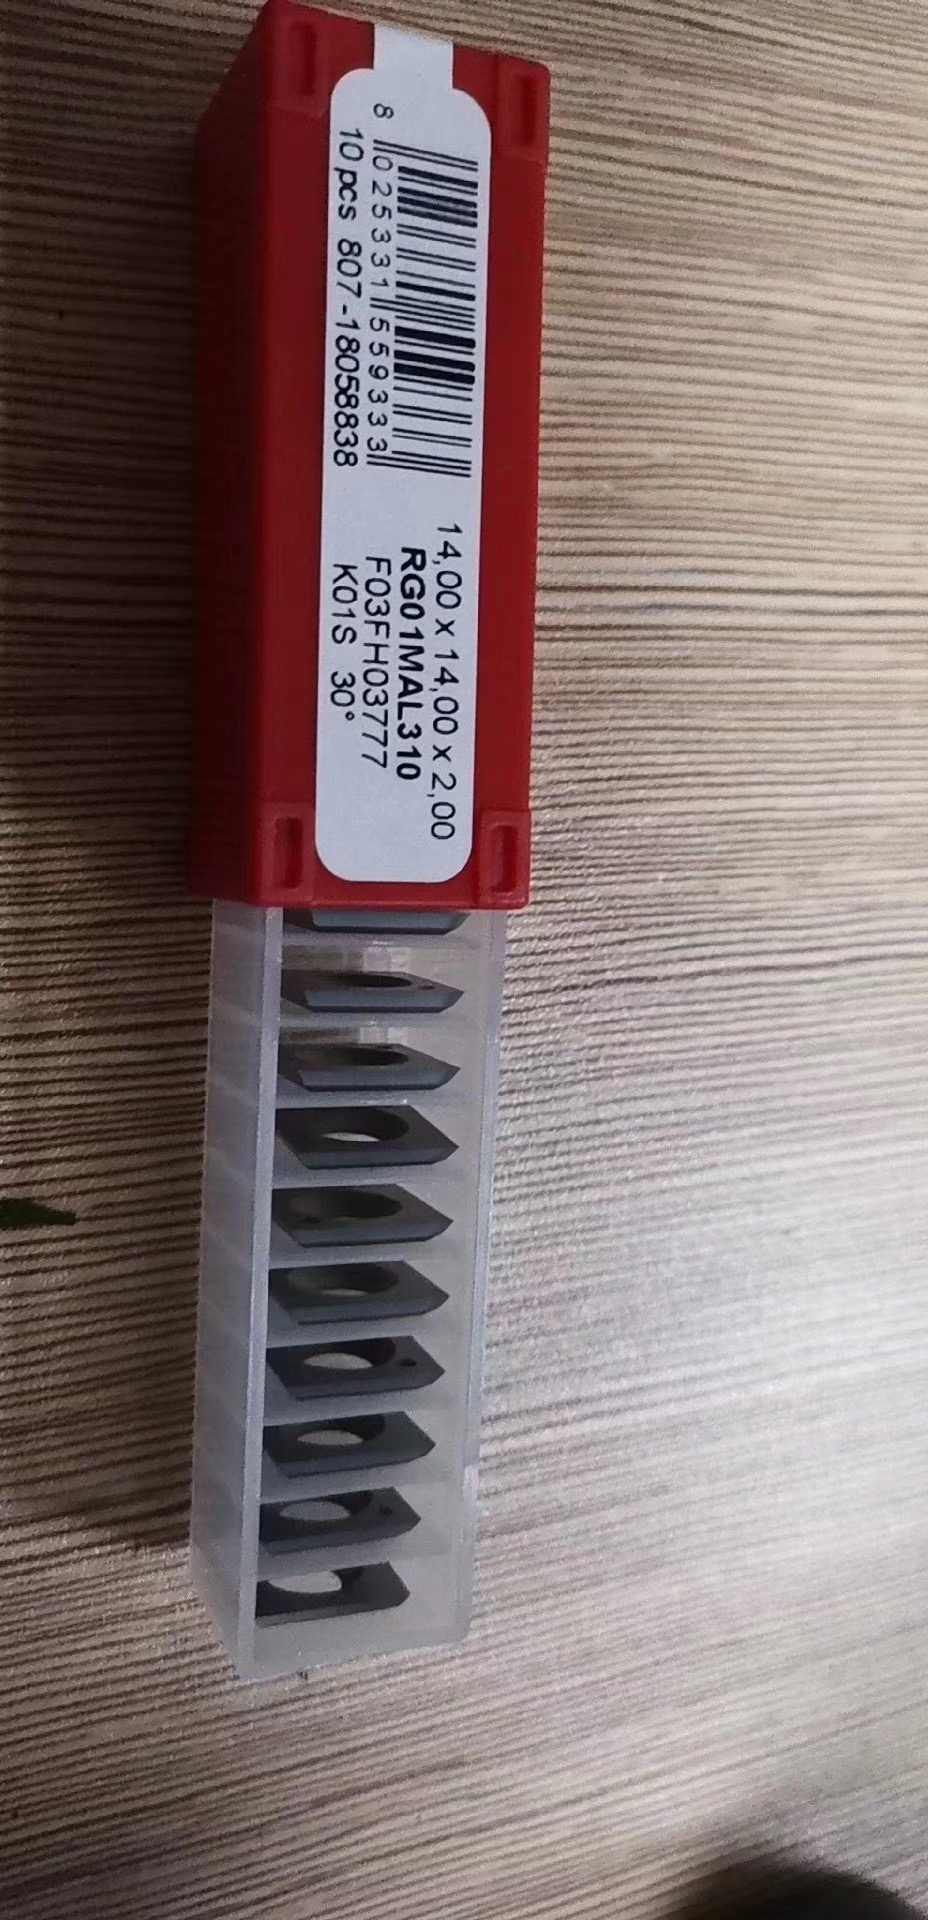 8 025331 559333
10 pcs 807-18058838
14,00 x 14,00 x 2,00
RG01MAL310
F03FH03777
K01S 30°